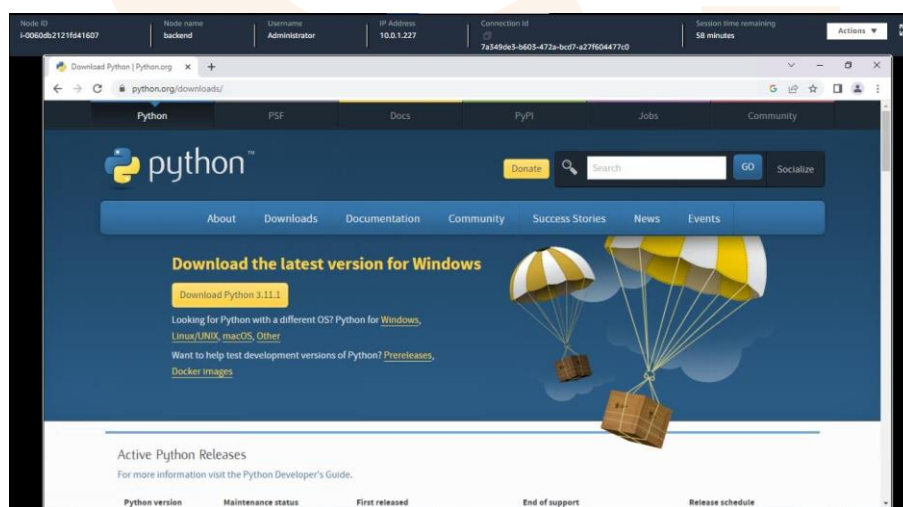 Node ID
i-0060db2121fd41607
Node name
backend
Username
Administrator
IP Address
10.0.1.227
Connection Id
7a349de3-b603-472a-bcd7-a27f604477c0
Session time remaining
58 minutes
Actions
Download Python | Python.org
python.org/downloads/
Python PSF Docs PyPI Jobs Community
python™
Donate Search GO Socialize
About Downloads Documentation Community Success Stories News Events
Download the latest version for Windows
Download Python 3.11.1
Looking for Python with a different OS? Python for Windows,
Linux/UNIX, macOS, Other
Want to help test development versions of Python? Prereleases,
Docker images
Active Python Releases
For more information visit the Python Developer's Guide.
Python version Maintenance status First released End of support Release schedule